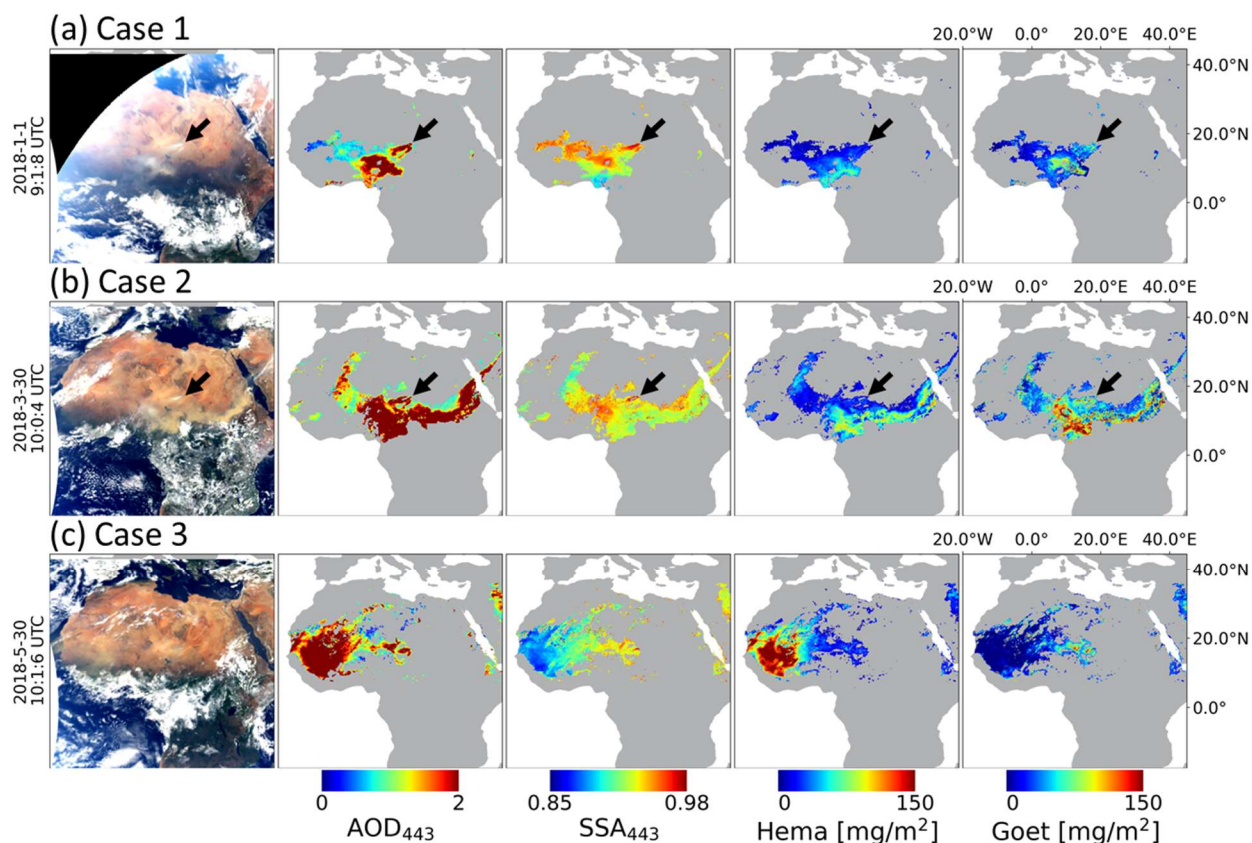 (a) Case 1
20.0°W 0.0° 20.0°E 40.0°E
2018-1-1
9:1:8 UTC
40.0°N
20.0°N
0.0°
(b) Case 2
20.0°W 0.0° 20.0°E 40.0°E
2018-3-30
10:0:4 UTC
40.0°N
20.0°N
0.0°
(c) Case 3
20.0°W 0.0° 20.0°E 40.0°E
2018-5-30
10:1:6 UTC
40.0°N
20.0°N
0.0°
0 2 0.85 0.98 0 150 0 150
AOD₄₄₃ SSA₄₄₃ Hema [mg/m²] Goet [mg/m²]